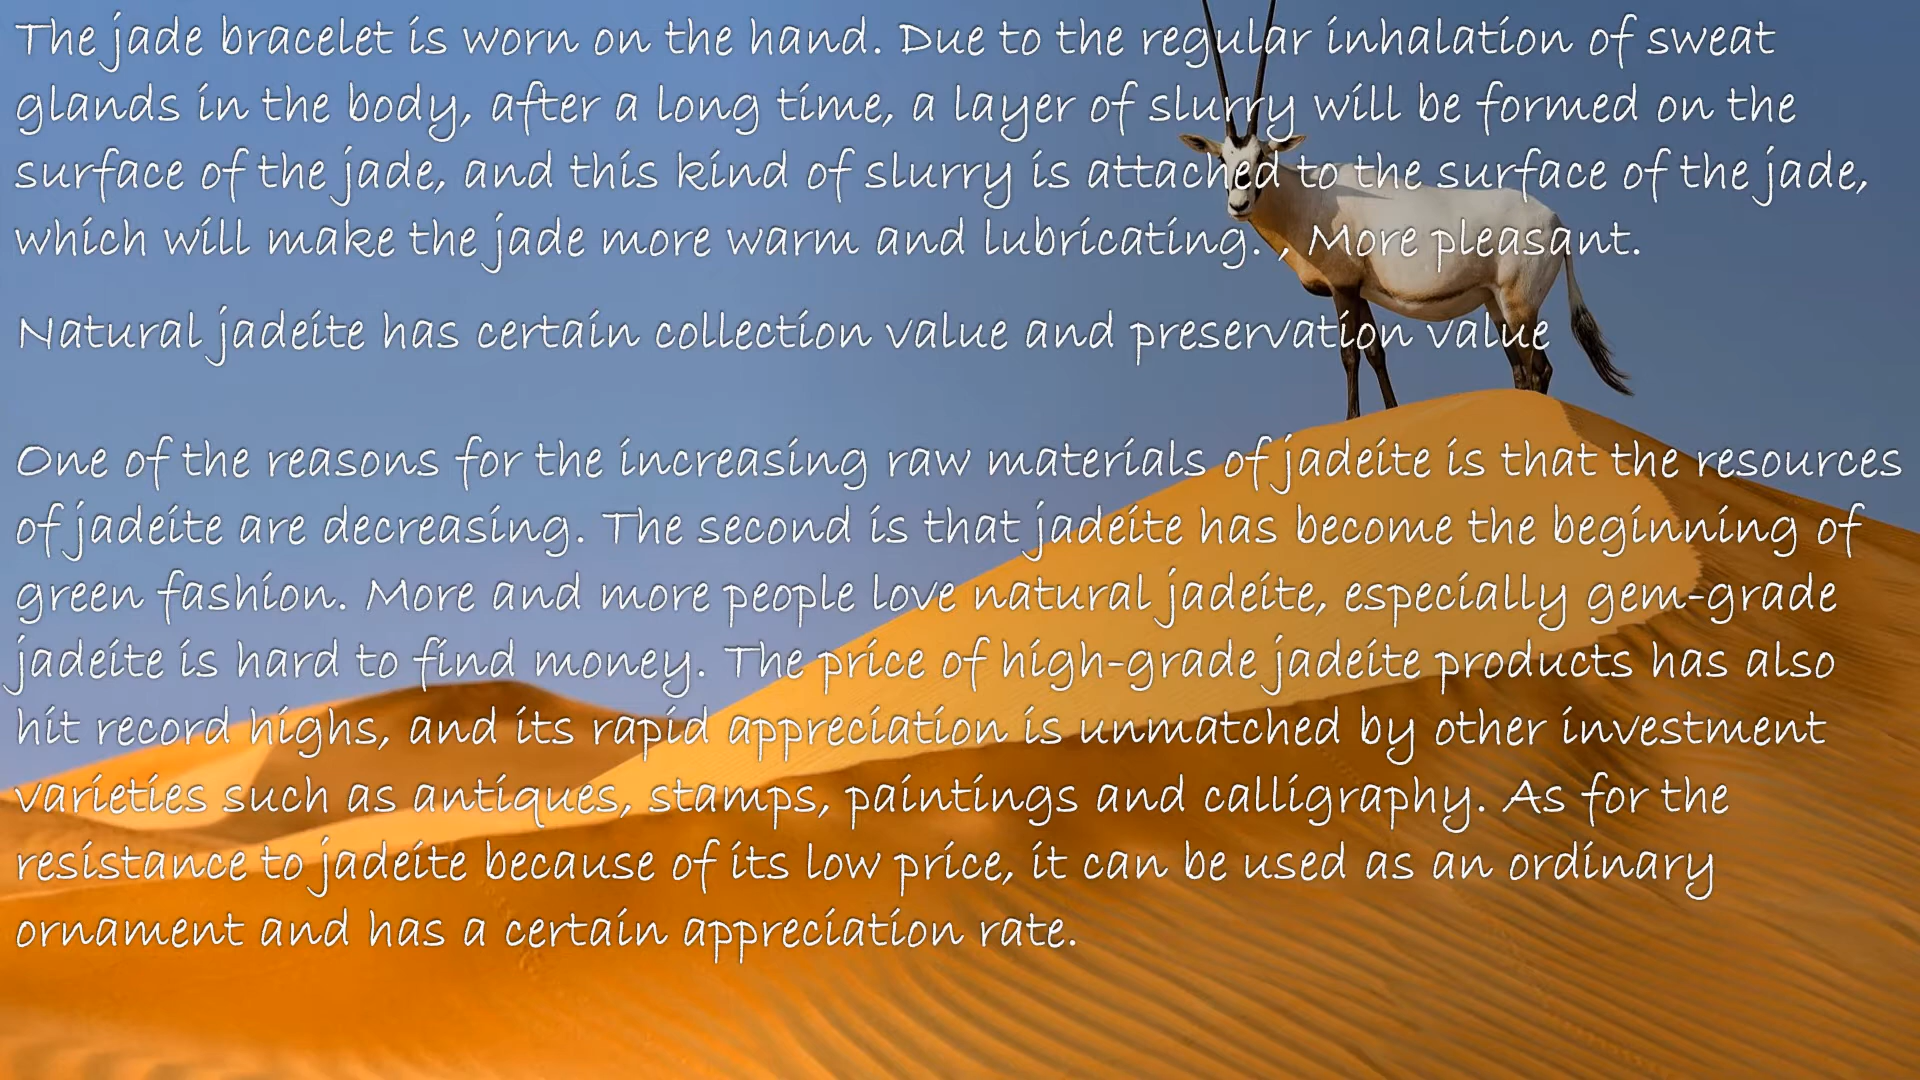 The jade bracelet is worn on the hand. Due to the regular inhalation of sweat
glands in the body, after a long time, a layer of slurry will be formed on the
surface of the jade, and this kind of slurry is attached to the surface of the jade,
which will make the jade more warm and lubricating. , More pleasant.
Natural jadeite has certain collection value and preservation value
One of the reasons for the increasing raw materials of jadeite is that the resources
of jadeite are decreasing. The second is that jadeite has become the beginning of
green fashion. More and more people love natural jadeite, especially gem-grade
jadeite is hard to find money. The price of high-grade jadeite products has also
hit record highs, and its rapid appreciation is unmatched by other investment
varieties such as antiques, stamps, paintings and calligraphy. As for the
resistance to jadeite because of its low price, it can be used as an ordinary
ornament and has a certain appreciation rate.